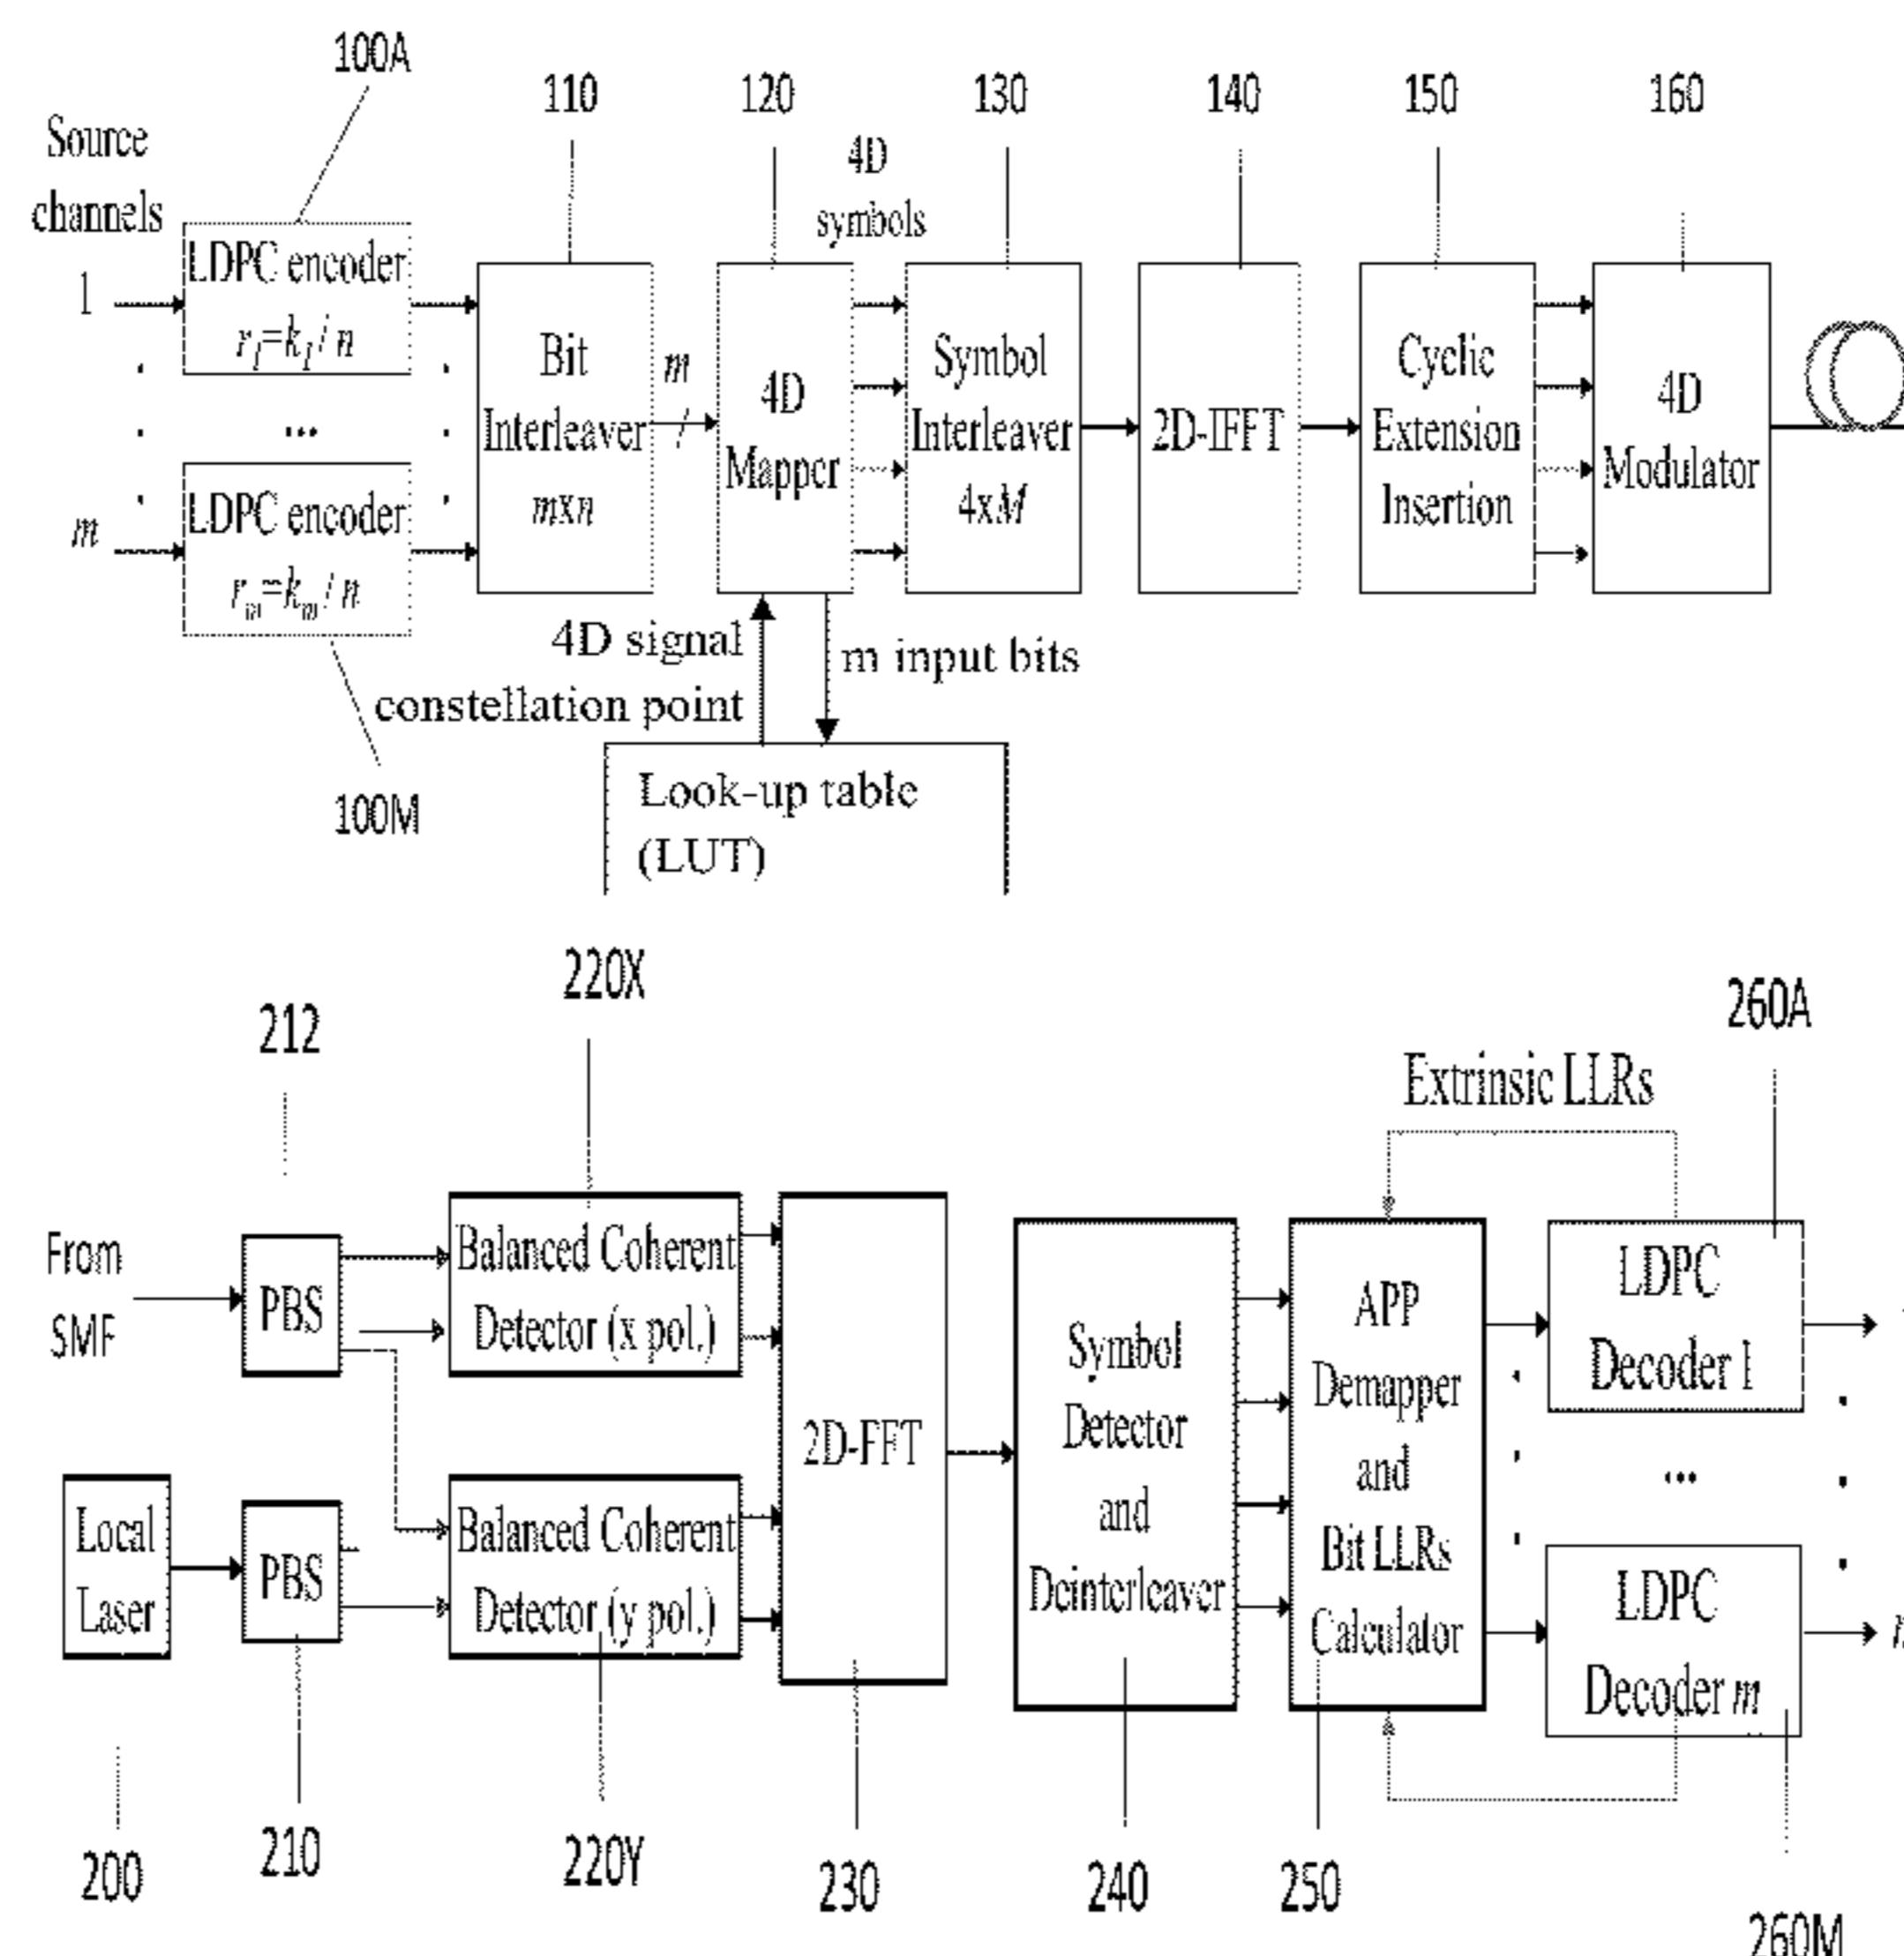 100A
110
120
130
140
150
160
Source
channels
4D
symbols
1
LDPC encoder
r1=k1/ n
...
m
LDPC encoder
rm=km/ n
Bit
Interleaver
mxn
m
4D
Mapper
Symbol
Interleaver
4xM
2D-IFFT
Cyclic
Extension
Insertion
4D
Modulator
4D signal
constellation point
m input bits
100M
Look-up table
(LUT)
220X
212
260A
Extrinsic LLRs
From
SMF
PBS
Balanced Coherent
Detector (x pol.)
2D-FFT
Symbol
Detector
and
Deinterleaver
APP
Demapper
and
Bit LLRs
Calculator
LDPC
Decoder 1
...
LDPC
Decoder m
Local
Laser
PBS
Balanced Coherent
Detector (y pol.)
200
210
220Y
230
240
250
260M